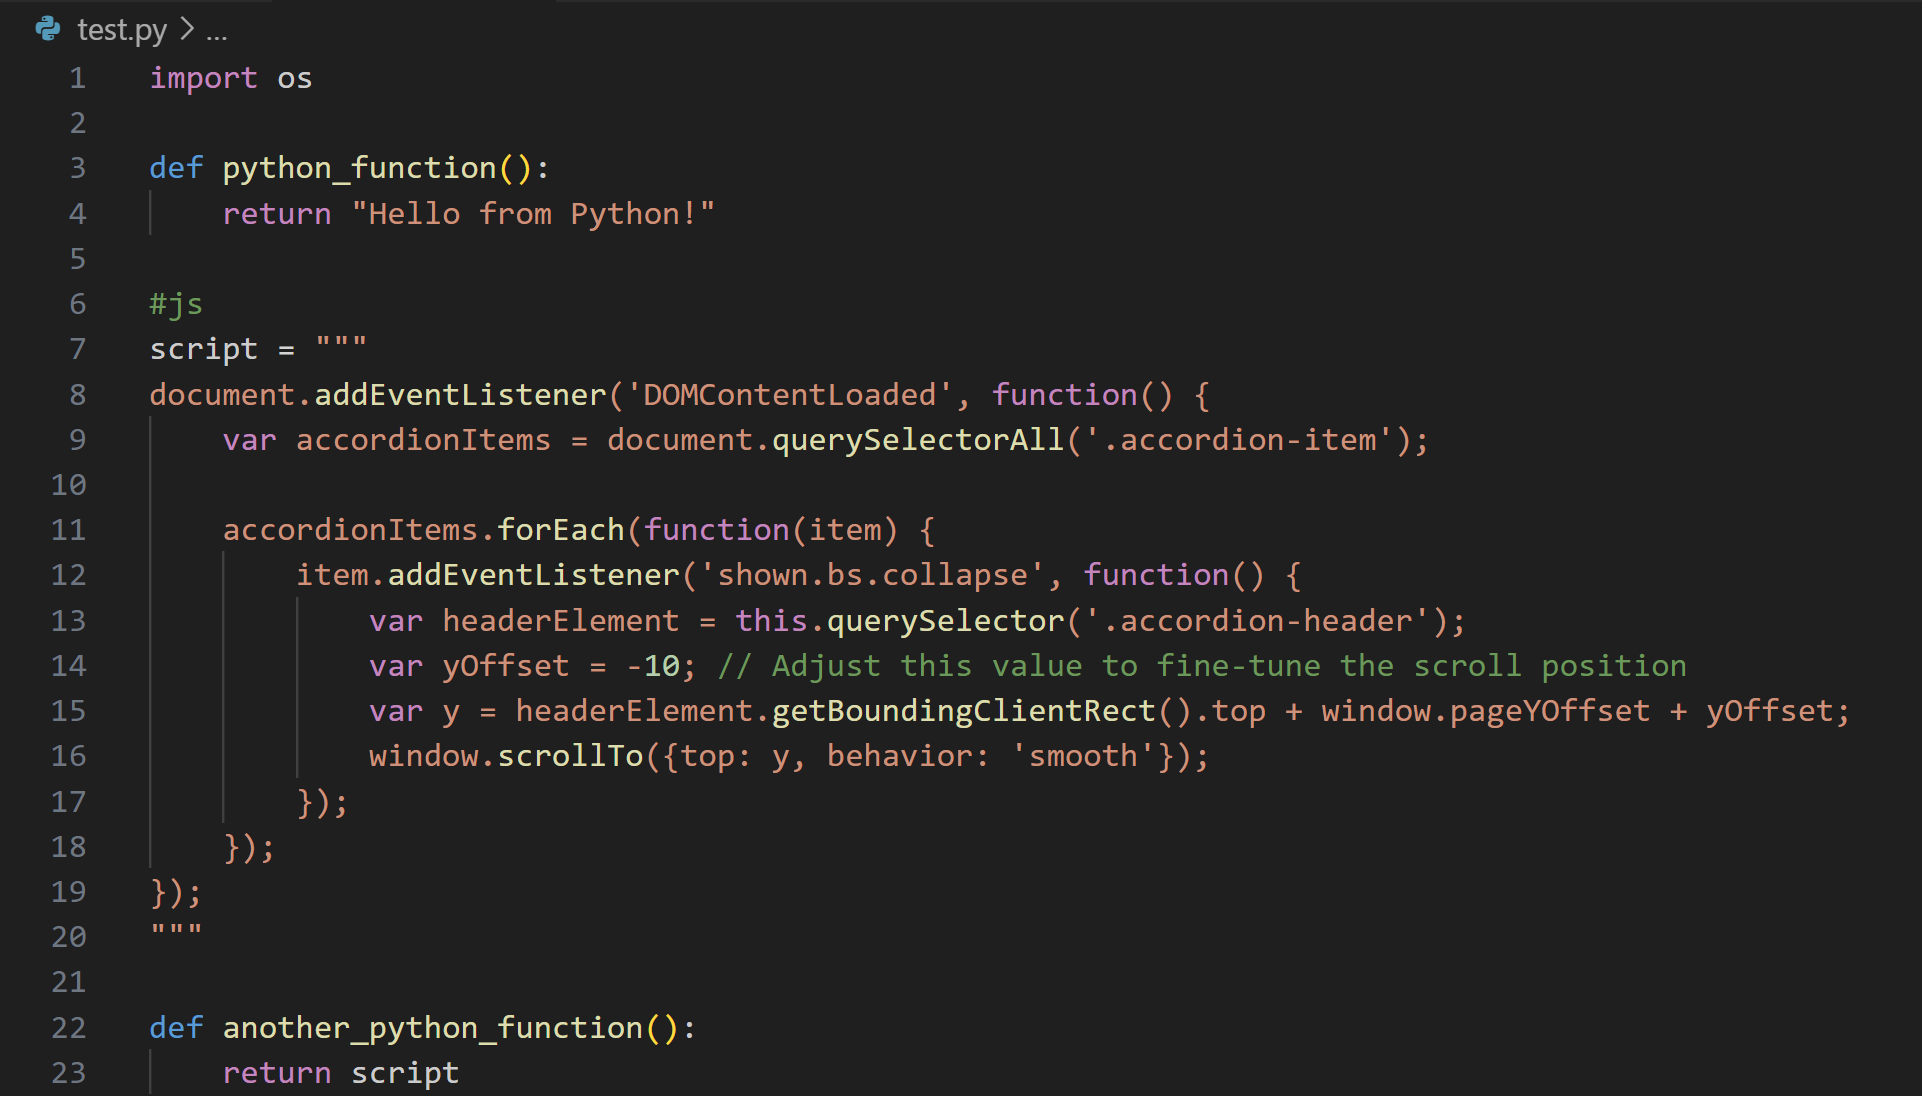 test.py > ...
1 import os
2
3 def python_function():
4     return "Hello from Python!"
5
6 #js
7 script = """
8 document.addEventListener('DOMContentLoaded', function() {
9     var accordionItems = document.querySelectorAll('.accordion-item');
10
11     accordionItems.forEach(function(item) {
12         item.addEventListener('shown.bs.collapse', function() {
13             var headerElement = this.querySelector('.accordion-header');
14             var yOffset = -10; // Adjust this value to fine-tune the scroll position
15             var y = headerElement.getBoundingClientRect().top + window.pageYOffset + yOffset;
16             window.scrollTo({top: y, behavior: 'smooth'});
17         });
18     });
19 });
20 """
21
22 def another_python_function():
23     return script